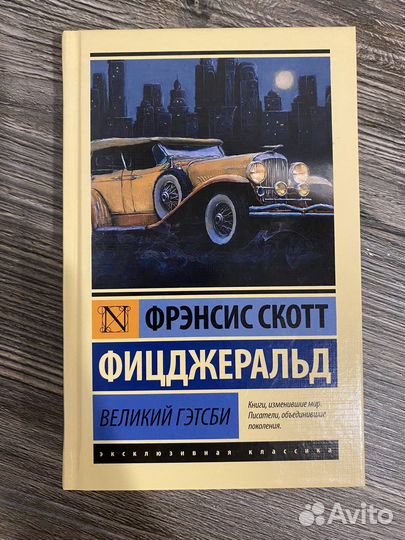 N ФРЭНСИС СКОТТ
ФИЦДЖЕРАЛЬД
ВЕЛИКИЙ ГЭТСБИ
Книги, изменившие мир.
Писатели, объединившие
поколения.
ЭКСКЛЮЗИВНАЯ КЛАССИКА
Avito